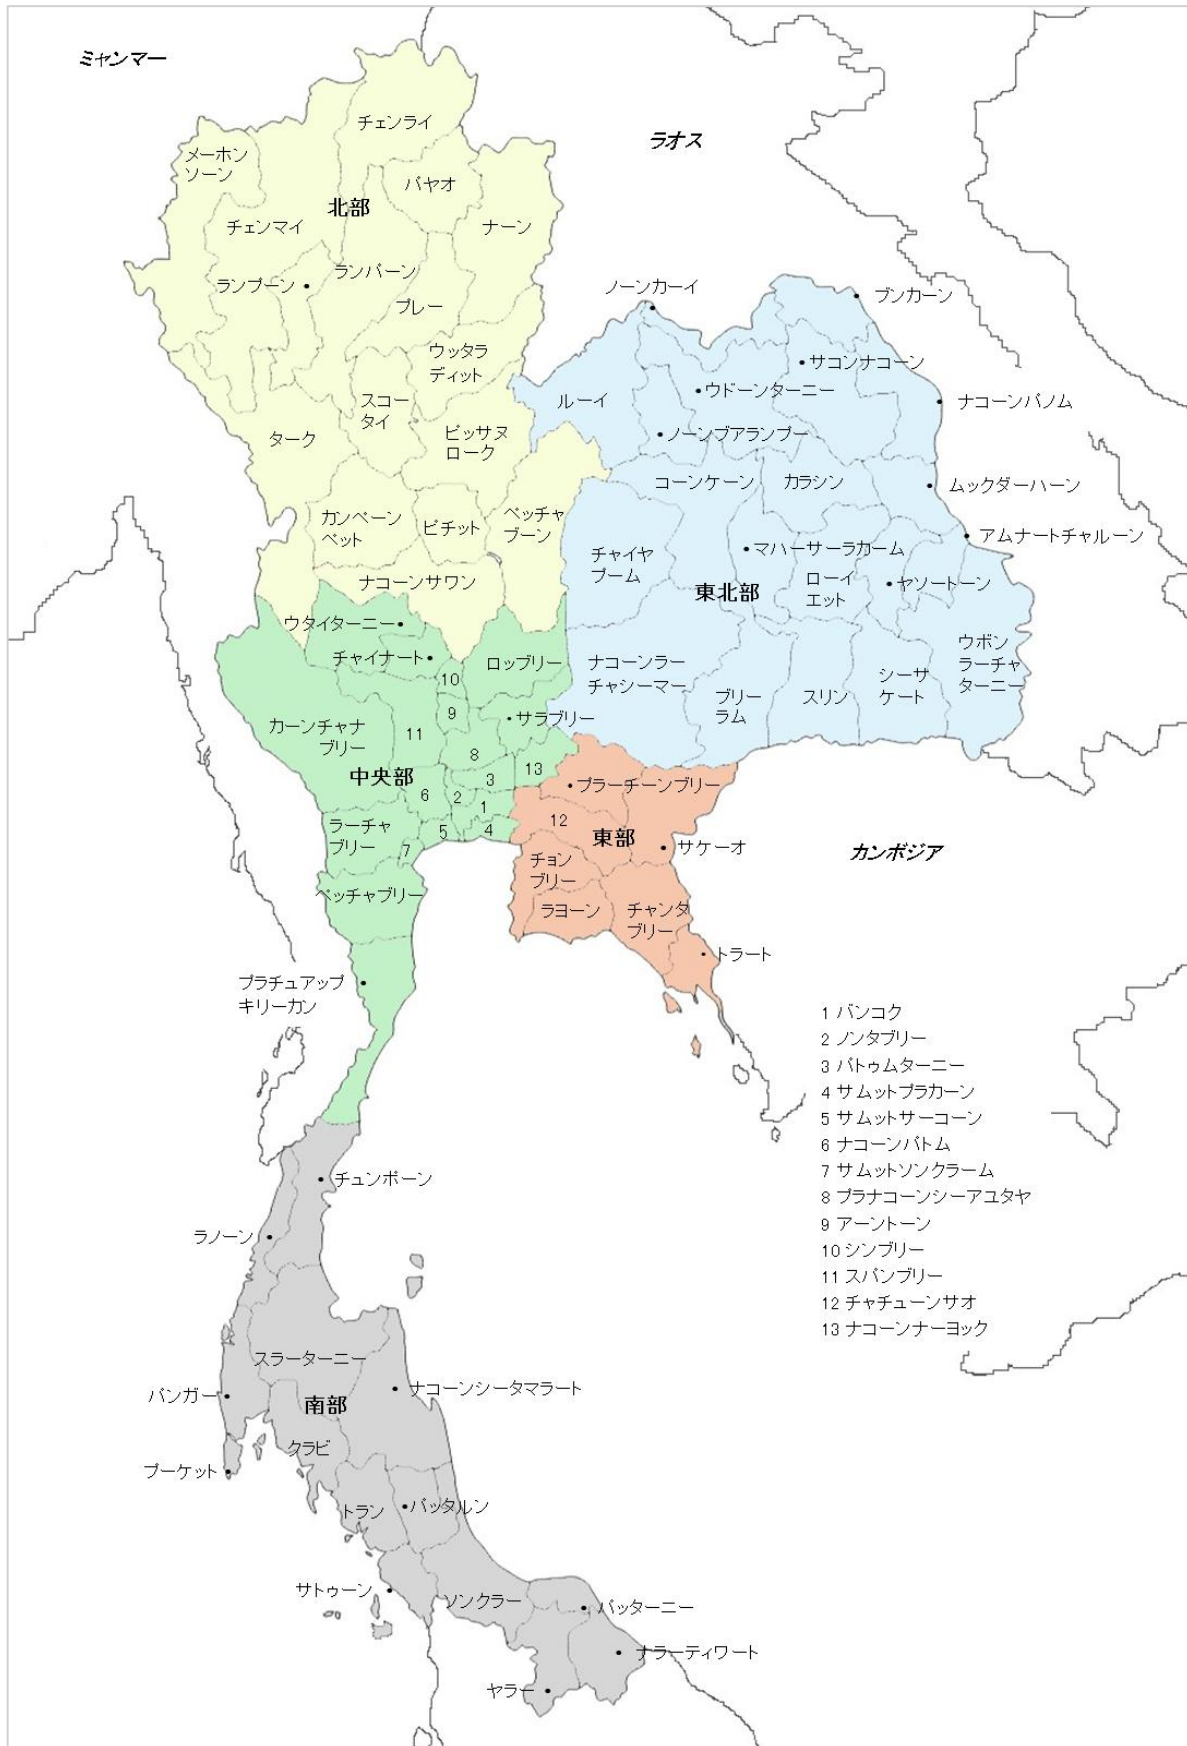 ミャンマー
ラオス
カンボジア
北部
チェンライ
メーホン
ソーン
パヤオ
チェンマイ
ナーン
ランプーン
ランパーン
プレー
ウッタラ
ディット
スコー
タイ
ターク
ピッサヌ
ローク
カンペーン
ペット
ピチット
ペッチャ
ブーン
ナコーンサワン
東北部
ノーンカーイ
ブンカーン
サコンナコーン
ルーイ
ウドーンターニー
ナコーンパノム
ノーンブアランプー
コーンケーン
カラシン
ムックダーハーン
アムナートチャルーン
チャイヤ
プーム
マハーサーラカーム
ローイ
エット
ヤソートーン
ナコーンラー
チャシーマー
ブリー
ラム
スリン
シーサ
ケート
ウボン
ラーチャ
ターニー
中央部
ウタイターニー
チャイナート
ロッブリー
10
9
サラブリー
カーンチャナ
ブリー
11
8
13
3
6
2
1
5
4
7
ラーチャ
ブリー
ペッチャブリー
プラチュアップ
キリーカン
東部
プラーチーンブリー
12
サケーオ
チョン
ブリー
ラヨーン
チャンタ
ブリー
トラート
南部
チュンポーン
ラノーン
スラーターニー
パンガー
ナコーンシータマラート
クラビ
プーケット
トラン
パッタルン
サトゥーン
ソンクラー
パッターニー
ナラーティワート
ヤラー
1 バンコク
2 ノンタブリー
3 パトゥムターニー
4 サムットプラカーン
5 サムットサーコーン
6 ナコーンパトム
7 サムットソンクラーム
8 プラナコーンシーアユタヤ
9 アーントーン
10 シンブリー
11 スパンブリー
12 チャチューンサオ
13 ナコーンナーヨック